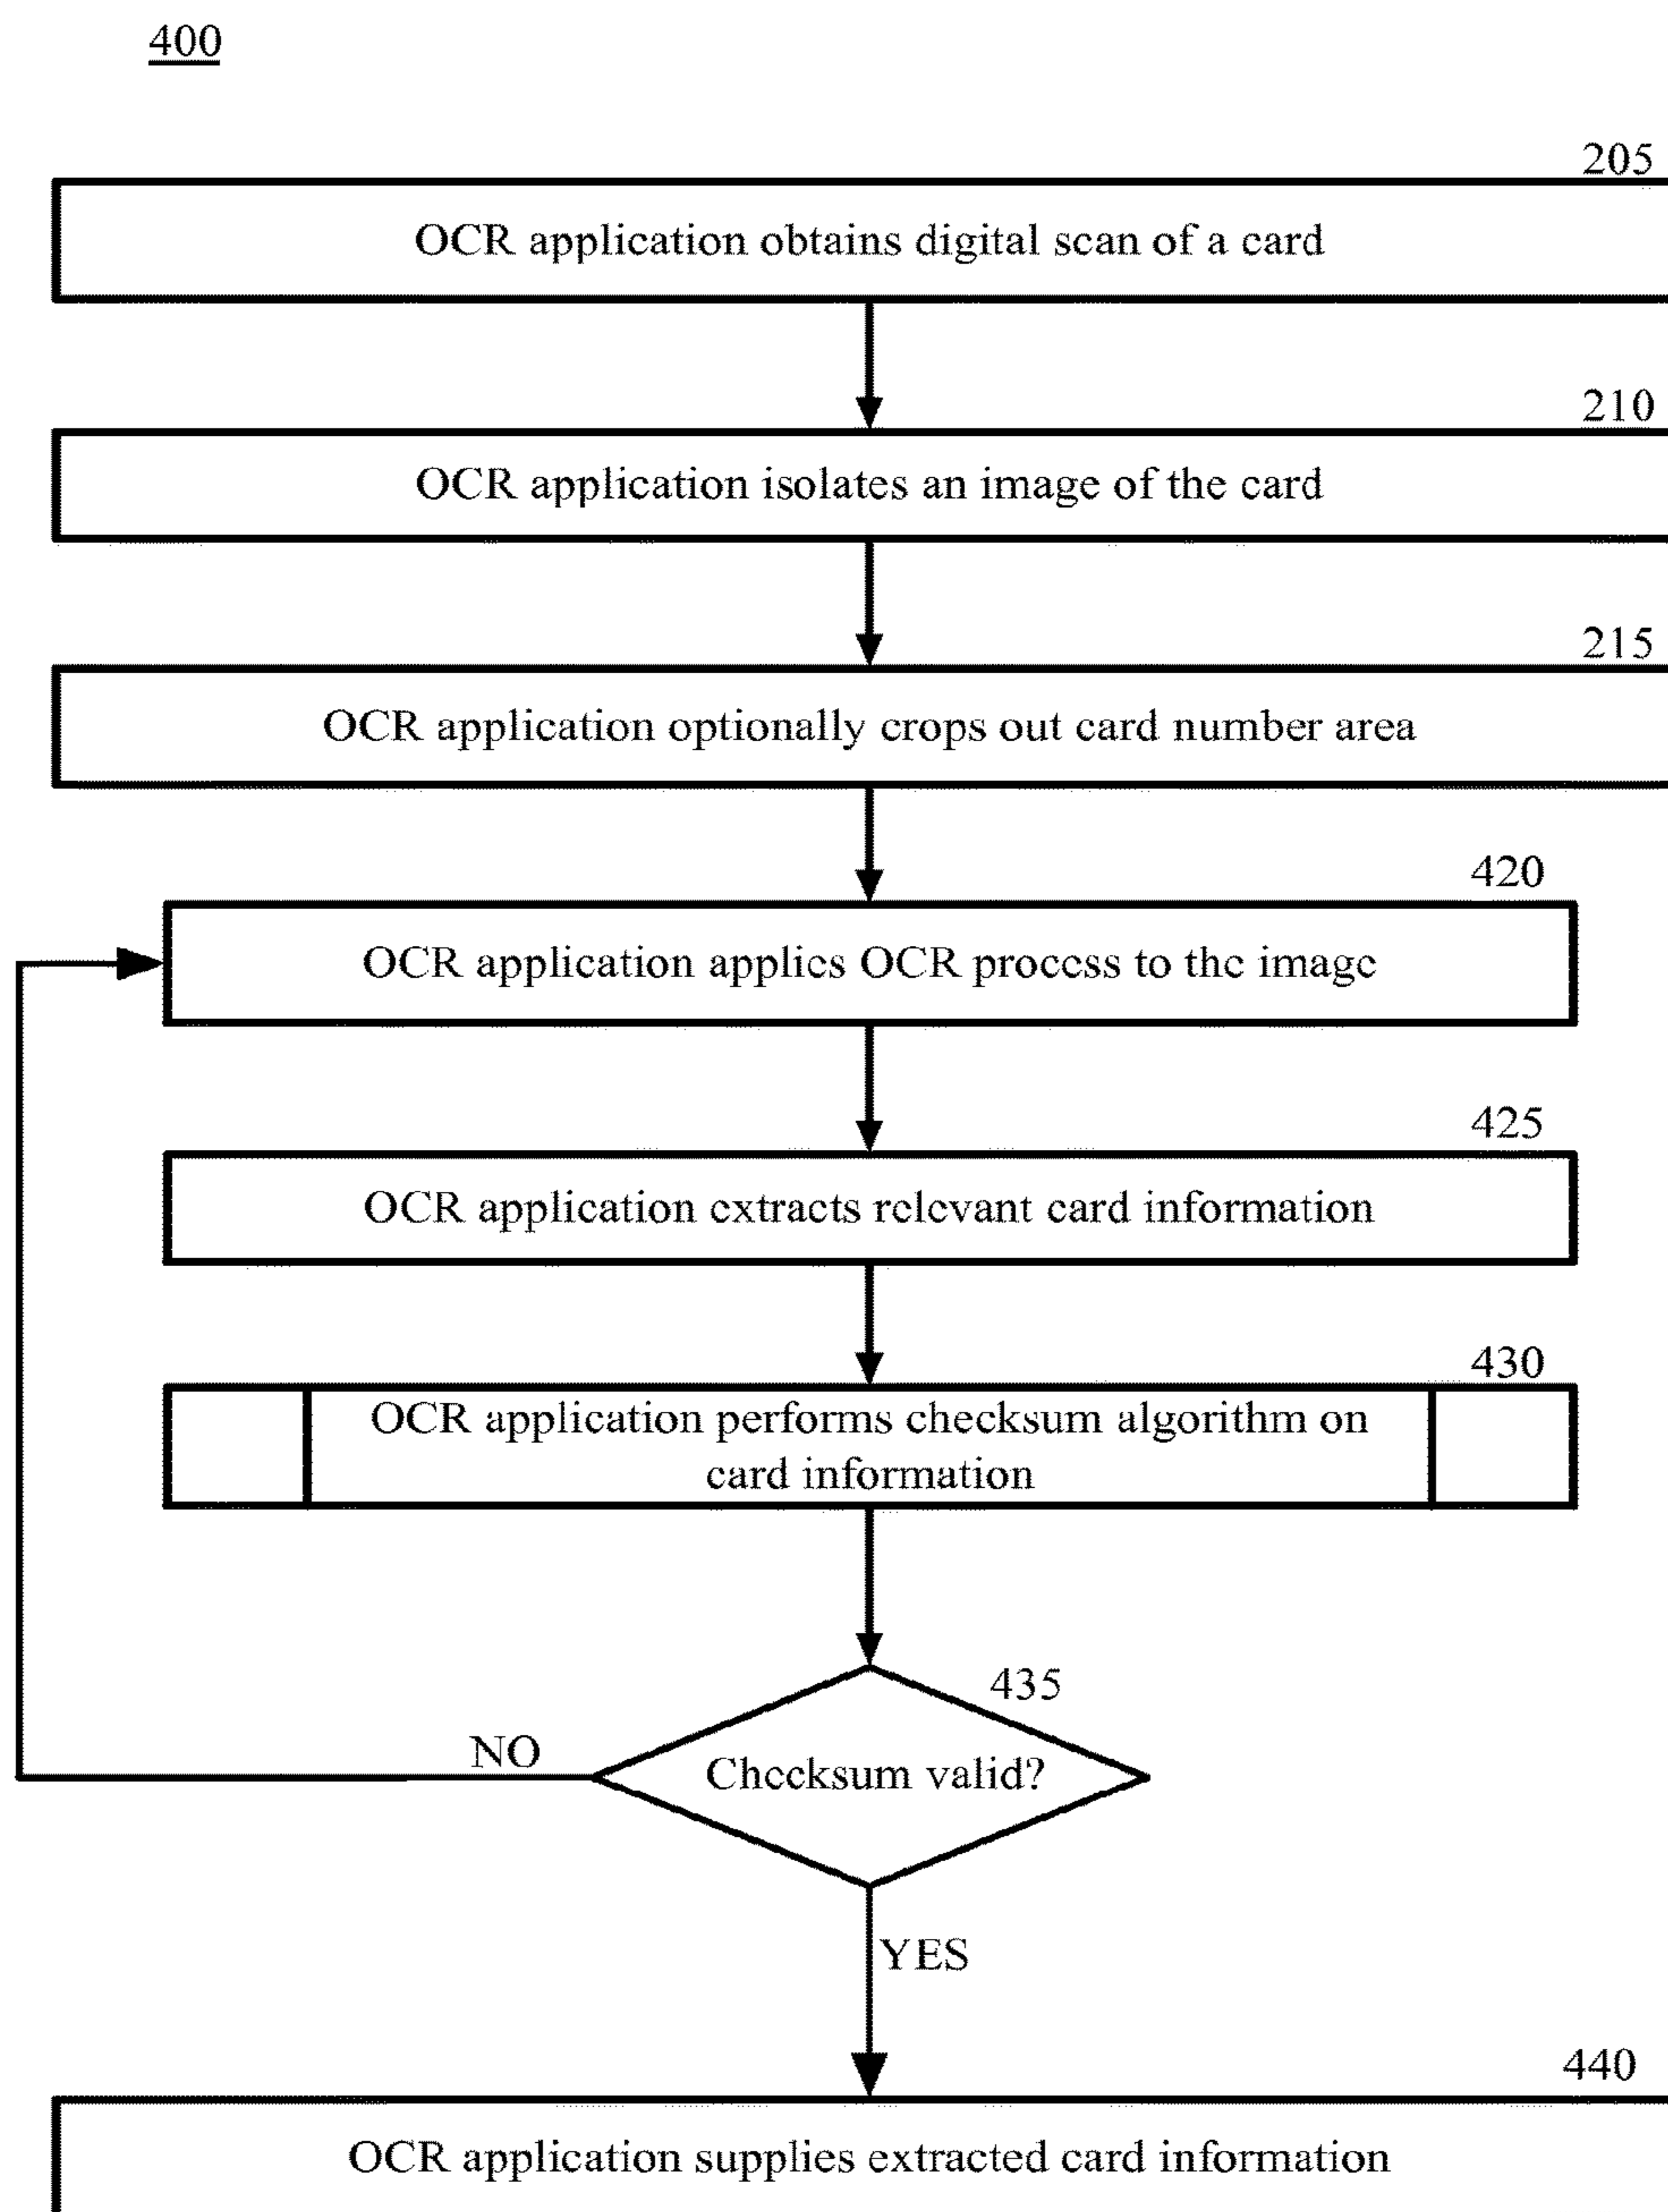 400
205
OCR application obtains digital scan of a card
210
OCR application isolates an image of the card
215
OCR application optionally crops out card number area
420
OCR application applies OCR process to the image
425
OCR application extracts relevant card information
430
OCR application performs checksum algorithm on
card information
435
NO
Checksum valid?
YES
440
OCR application supplies extracted card information